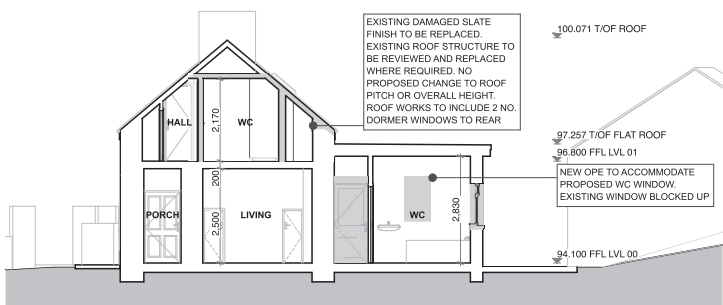 EXISTING DAMAGED SLATE
FINISH TO BE REPLACED.
EXISTING ROOF STRUCTURE TO
BE REVIEWED AND REPLACED
WHERE REQUIRED. NO
PROPOSED CHANGE TO ROOF
PITCH OR OVERALL HEIGHT.
ROOF WORKS TO INCLUDE 2 NO.
DORMER WINDOWS TO REAR
100.071 T/OF ROOF
97.257 T/OF FLAT ROOF
96.800 FFL LVL 01
NEW OPE TO ACCOMMODATE
PROPOSED WC WINDOW.
EXISTING WINDOW BLOCKED UP
94.100 FFL LVL 00
HALL
2,170
WC
200
PORCH
2,500
LIVING
WC
2,830